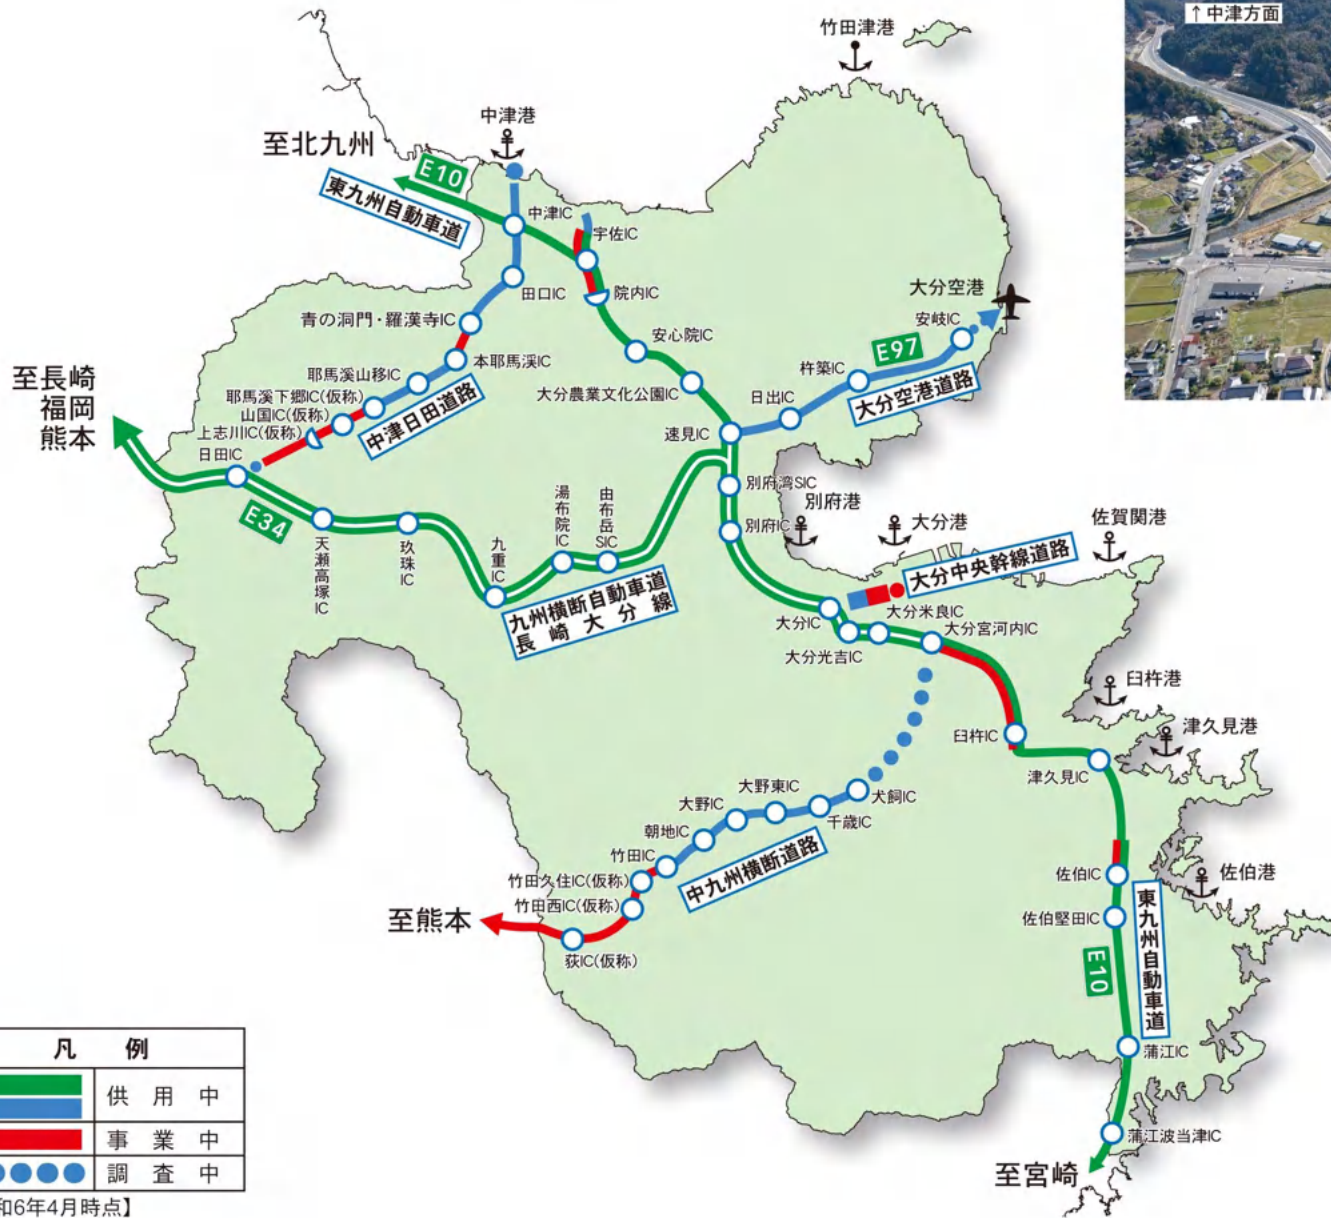 ↑中津方面
竹田津港
中津港
至北九州
E10
東九州自動車道
中津IC
宇佐IC
田口IC
院内IC
大分空港
青の洞門・羅漢寺IC
安心院IC
安岐IC
E97
本耶馬渓IC
杵築IC
耶馬溪山移IC
大分農業文化公園IC
日出IC
大分空港道路
至長崎
福岡
熊本
耶馬溪下郷IC(仮称)
山国IC(仮称)
上志川IC(仮称)
中津日田道路
速見IC
日田IC
別府湾SIC
別府港
大分港
佐賀関港
E34
湯布院IC
由布岳SIC
別府IC
天瀬高塚IC
玖珠IC
九重IC
大分中央幹線道路
九州横断自動車道
長崎大分線
大分IC
大分米良IC
大分宮河内IC
大分光吉IC
臼杵港
臼杵IC
津久見港
津久見IC
大野東IC
犬飼IC
大野IC
千歳IC
朝地IC
竹田IC
中九州横断道路
竹田久住IC(仮称)
竹田西IC(仮称)
佐伯IC
佐伯港
至熊本
佐伯堅田IC
東九州自動車道
荻IC(仮称)
E10
蒲江IC
蒲江波当津IC
至宮崎
凡例
供用中
事業中
調査中
和6年4月時点】